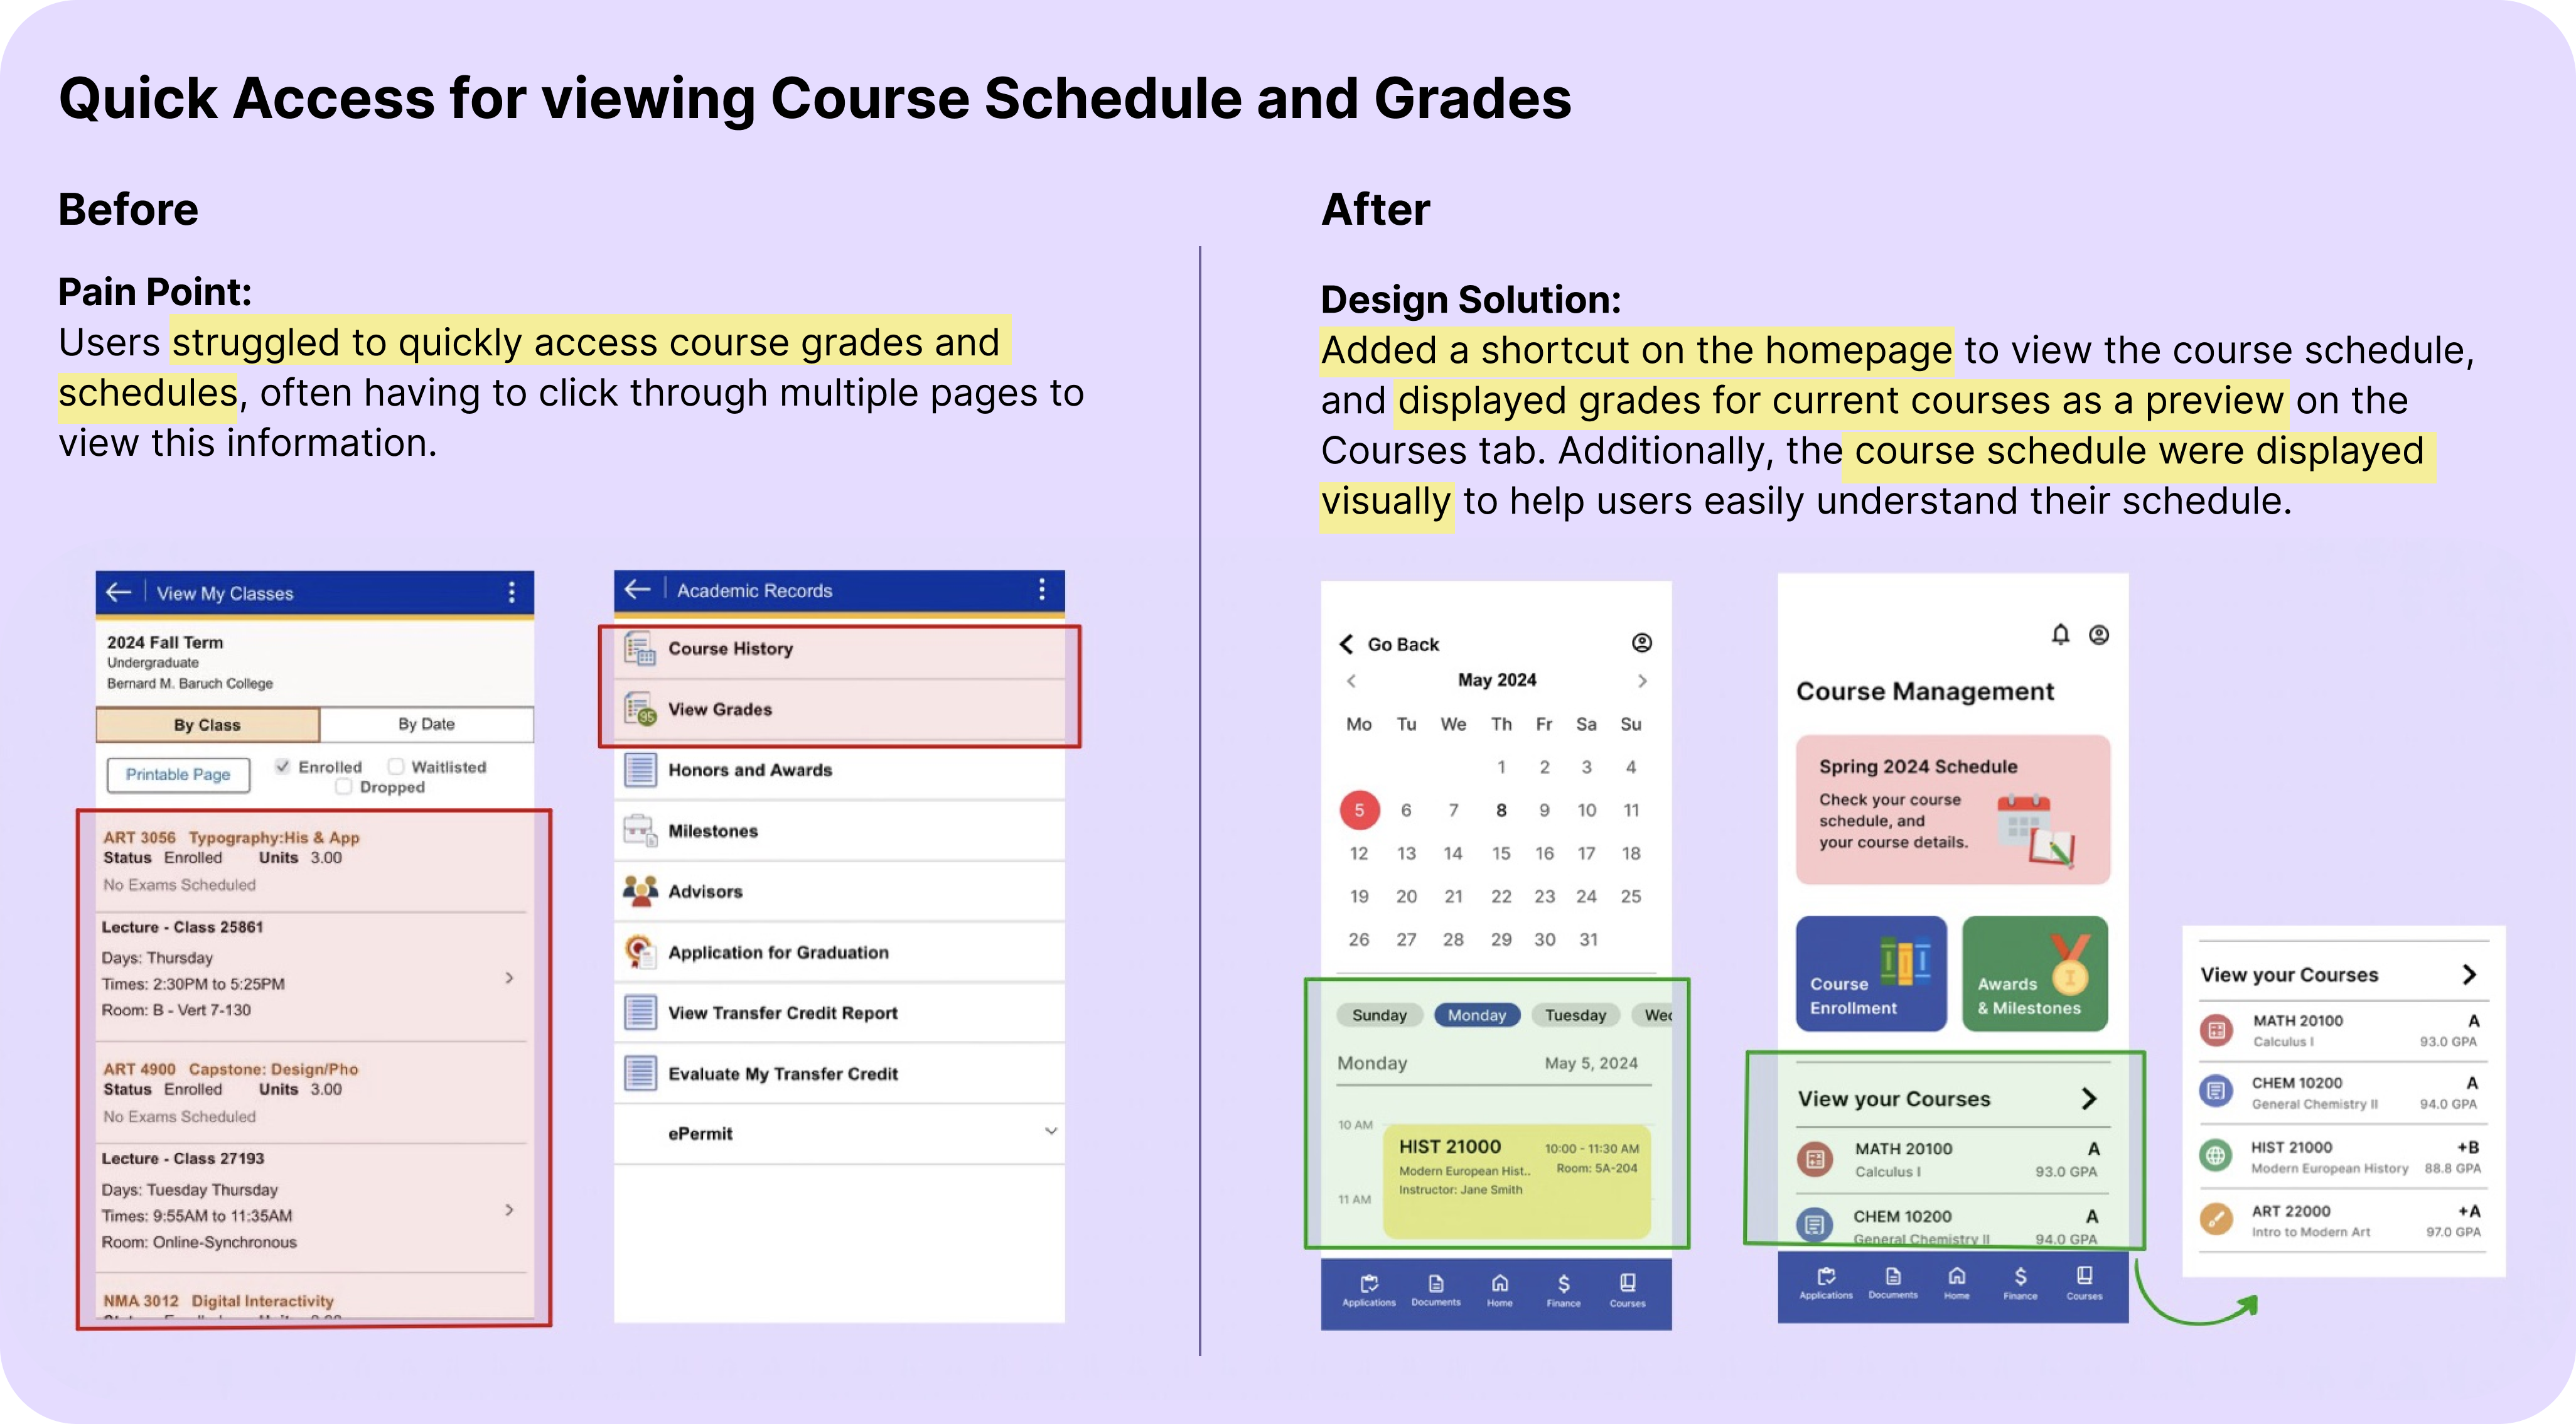 Quick Access for viewing Course Schedule and Grades
Before
Pain Point:
Users struggled to quickly access course grades and
schedules, often having to click through multiple pages to
view this information.
View My Classes
2024 Fall Term
Undergraduate
Bernard M. Baruch College
By Class
By Date
Printable Page
Enrolled
Waitlisted
Dropped
ART 3056 Typography:His & App
Status Enrolled Units 3.00
No Exams Scheduled
Lecture - Class 25861
Days: Thursday
Times: 2:30PM to 5:25PM
Room: B - Vert 7-130
ART 4900 Capstone: Design/Pho
Status Enrolled Units 3.00
No Exams Scheduled
Lecture - Class 27193
Days: Tuesday Thursday
Times: 9:55AM to 11:35AM
Room: Online-Synchronous
NMA 3012 Digital Interactivity
Academic Records
Course History
95
View Grades
Honors and Awards
Milestones
Advisors
Application for Graduation
View Transfer Credit Report
Evaluate My Transfer Credit
ePermit
After
Design Solution:
Added a shortcut on the homepage to view the course schedule,
and displayed grades for current courses as a preview on the
Courses tab. Additionally, the course schedule were displayed
visually to help users easily understand their schedule.
Go Back
May 2024
Mo Tu We Th Fr Sa Su
1 2 3 4
5 6 7 8 9 10 11
12 13 14 15 16 17 18
19 20 21 22 23 24 25
26 27 28 29 30 31
Sunday Monday Tuesday Wec
Monday May 5, 2024
10 AM
HIST 21000 10:00 - 11:30 AM
Modern European Hist.. Room: 5A-204
Instructor: Jane Smith
11 AM
Applications Documents Home Finance Courses
Course Management
Spring 2024 Schedule
Check your course
schedule, and
your course details.
Course
Enrollment
Awards
& Milestones
View your Courses
MATH 20100 A
Calculus I 93.0 GPA
CHEM 10200 A
General Chemistry II 94.0 GPA
Applications Documents Home Finance Courses
View your Courses
MATH 20100 A
Calculus I 93.0 GPA
CHEM 10200 A
General Chemistry II 94.0 GPA
HIST 21000 +B
Modern European History 88.8 GPA
ART 22000 +A
Intro to Modern Art 97.0 GPA